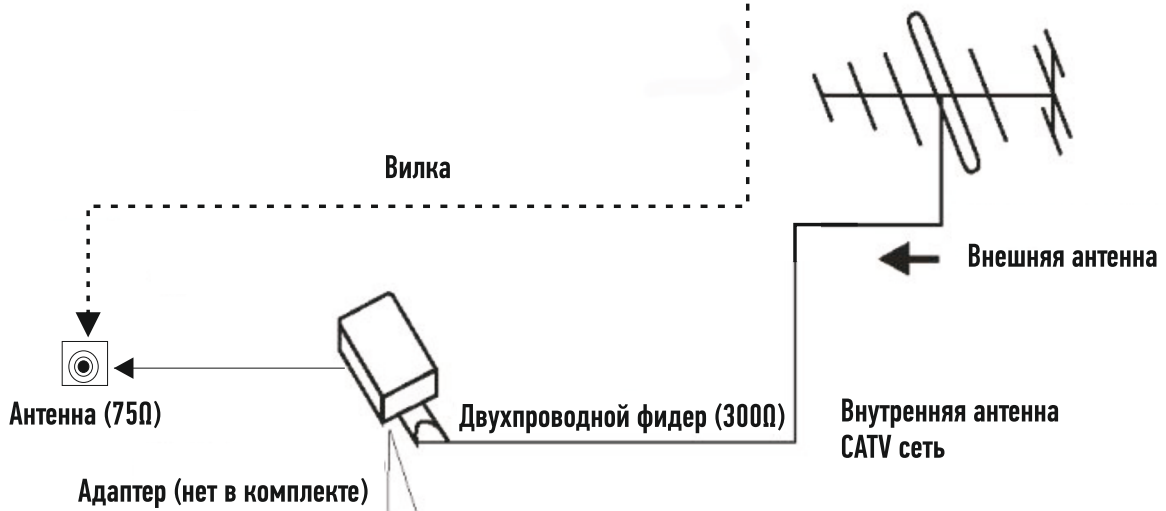 Вилка
Внешняя антенна
Антенна (75Ω)
Двухпроводной фидер (300Ω)
Внутренняя антенна
CATV сеть
Адаптер (нет в комплекте)